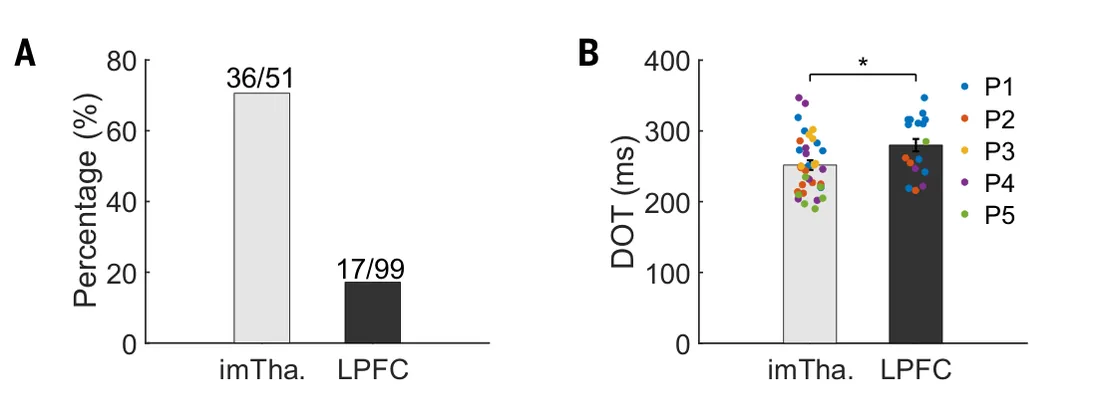 A
Percentage (%)
80
60
40
20
0
36/51
17/99
imTha.
LPFC
B
DOT (ms)
400
300
200
100
0
*
imTha.
LPFC
P1
P2
P3
P4
P5